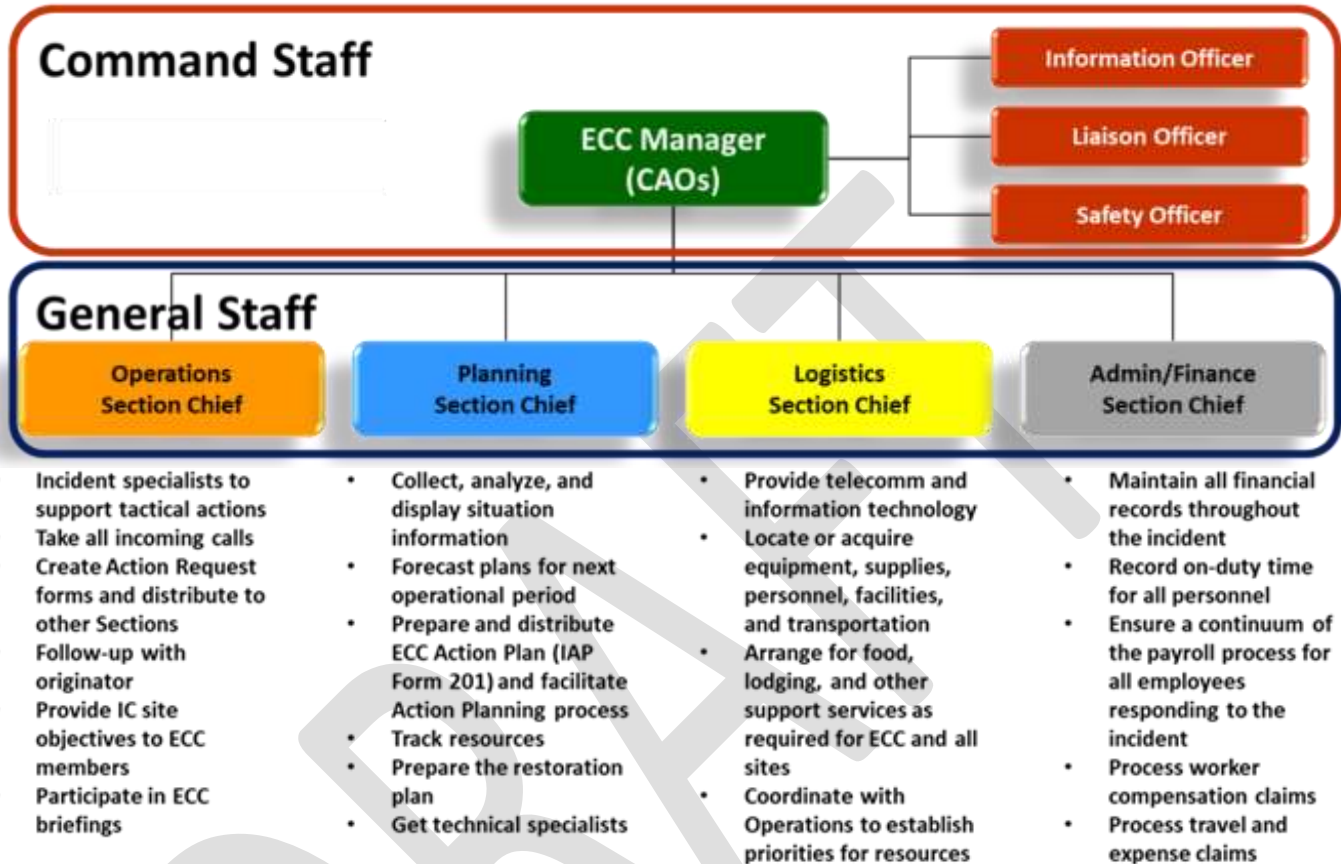 Command Staff
Information Officer
ECC Manager
(CAOs)
Liaison Officer
Safety Officer
General Staff
Operations
Section Chief
Planning
Section Chief
Logistics
Section Chief
Admin/Finance
Section Chief
Incident specialists to
support tactical actions
Take all incoming calls
Create Action Request
forms and distribute to
other Sections
Follow-up with
originator
Provide IC site
objectives to ECC
members
Participate in ECC
briefings
• Collect, analyze, and
display situation
information
• Forecast plans for next
operational period
• Prepare and distribute
ECC Action Plan (IAP
Form 201) and facilitate
Action Planning process
• Track resources
• Prepare the restoration
plan
• Get technical specialists
• Provide telecomm and
information technology
• Locate or acquire
equipment, supplies,
personnel, facilities,
and transportation
• Arrange for food,
lodging, and other
support services as
required for ECC and all
sites
• Coordinate with
Operations to establish
priorities for resources
• Maintain all financial
records throughout
the incident
• Record on-duty time
for all personnel
• Ensure a continuum of
the payroll process for
all employees
responding to the
incident
• Process worker
compensation claims
• Process travel and
expense claims
DRAFT